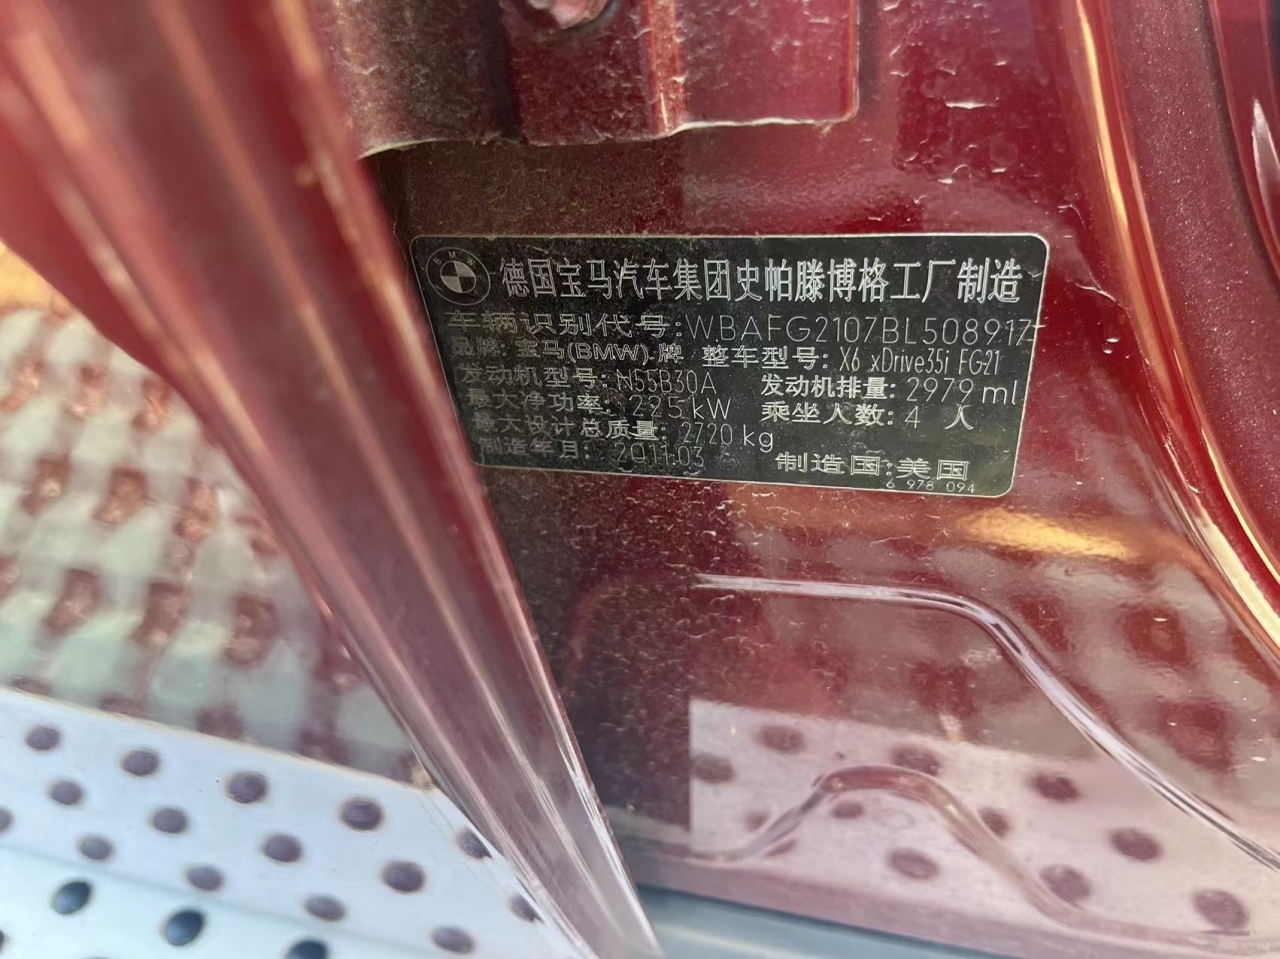 BMW
德国宝马汽车集团史帕滕博格工厂制造
车辆识别代号:WBAFG2107BL508917
品牌:宝马(BMW)牌 整车型号:X6 xDrive35i FG21
发动机型号:N55B30A 发动机排量:2979 ml
最大净功率:225kW 乘坐人数:4 人
最大设计总质量:2720 kg
制造年月:2011.03 制造国:美国
6 978 094